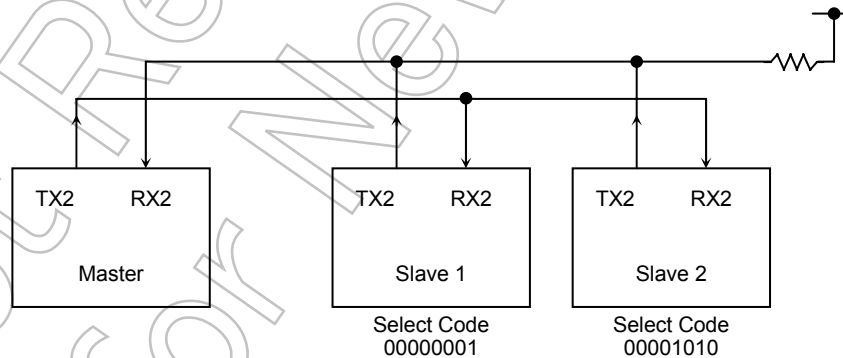 TX2 RX2 TX2 RX2 TX2 RX2
Master Slave 1 Slave 2
Select Code Select Code
00000001 00001010